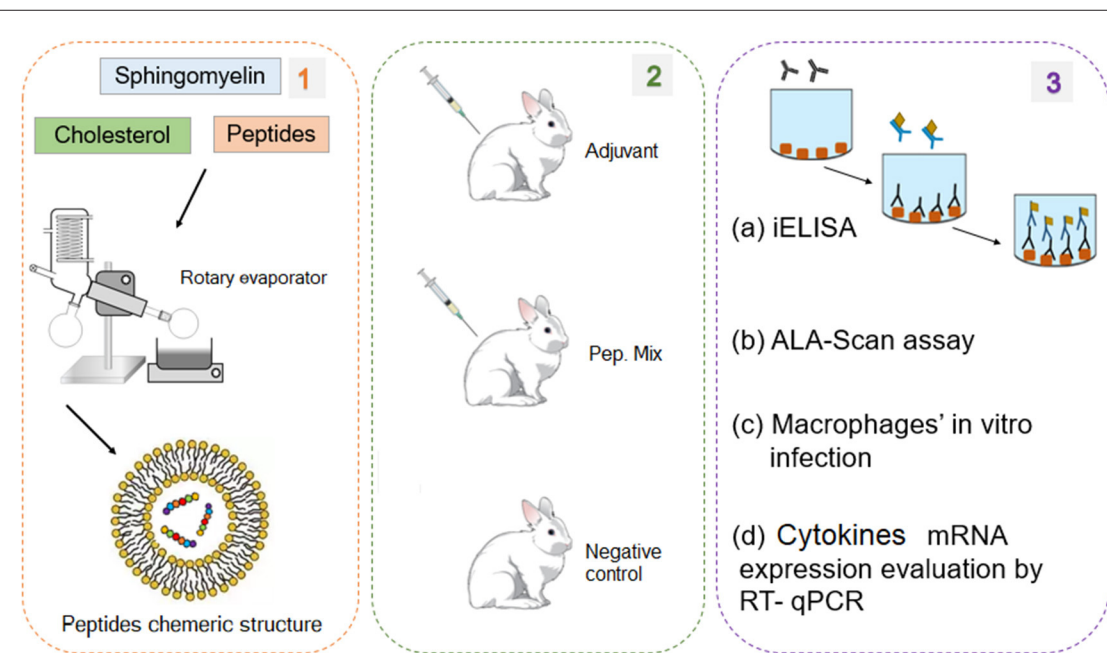 Sphingomyelin
1
Cholesterol
Peptides
Rotary evaporator
Peptides chemeric structure
2
Adjuvant
Pep. Mix
Negative
control
3
(a) iELISA
(b) ALA-Scan assay
(c) Macrophages’ in vitro
infection
(d) Cytokines mRNA
expression evaluation by
RT- qPCR